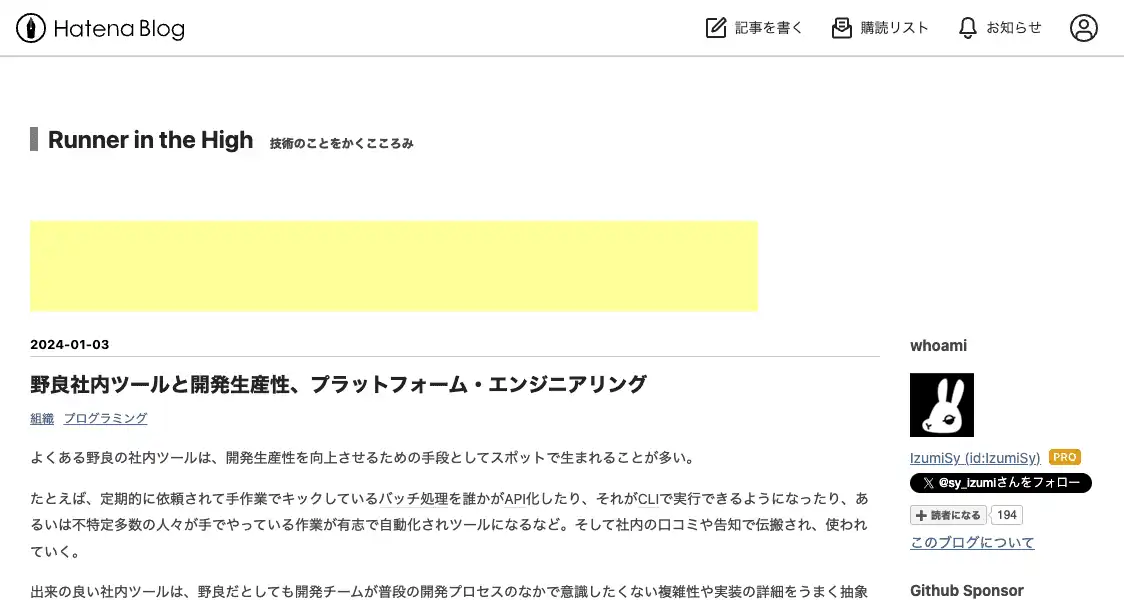 Hatena Blog
記事を書く
購読リスト
お知らせ
Runner in the High
技術のことをかくこころみ
2024-01-03
野良社内ツールと開発生産性、プラットフォーム・エンジニアリング
組織 プログラミング
よくある野良の社内ツールは、開発生産性を向上させるための手段としてスポットで生まれることが多い。
たとえば、定期的に依頼されて手作業でキックしているバッチ処理を誰かがAPI化したり、それがCLIで実行できるようになったり、あ
るいは不特定多数の人々が手でやっている作業が有志で自動化されツールになるなど。そして社内の口コミや告知で伝搬され、使われ
ていく。
出来の良い社内ツールは、野良だとしても開発チームが普段の開発プロセスのなかで意識したくない複雑性や実装の詳細をうまく抽象
whoami
IzumiSy (id:IzumiSy) PRO
@sy_izumiさんをフォロー
読者になる 194
このブログについて
Github Sponsor